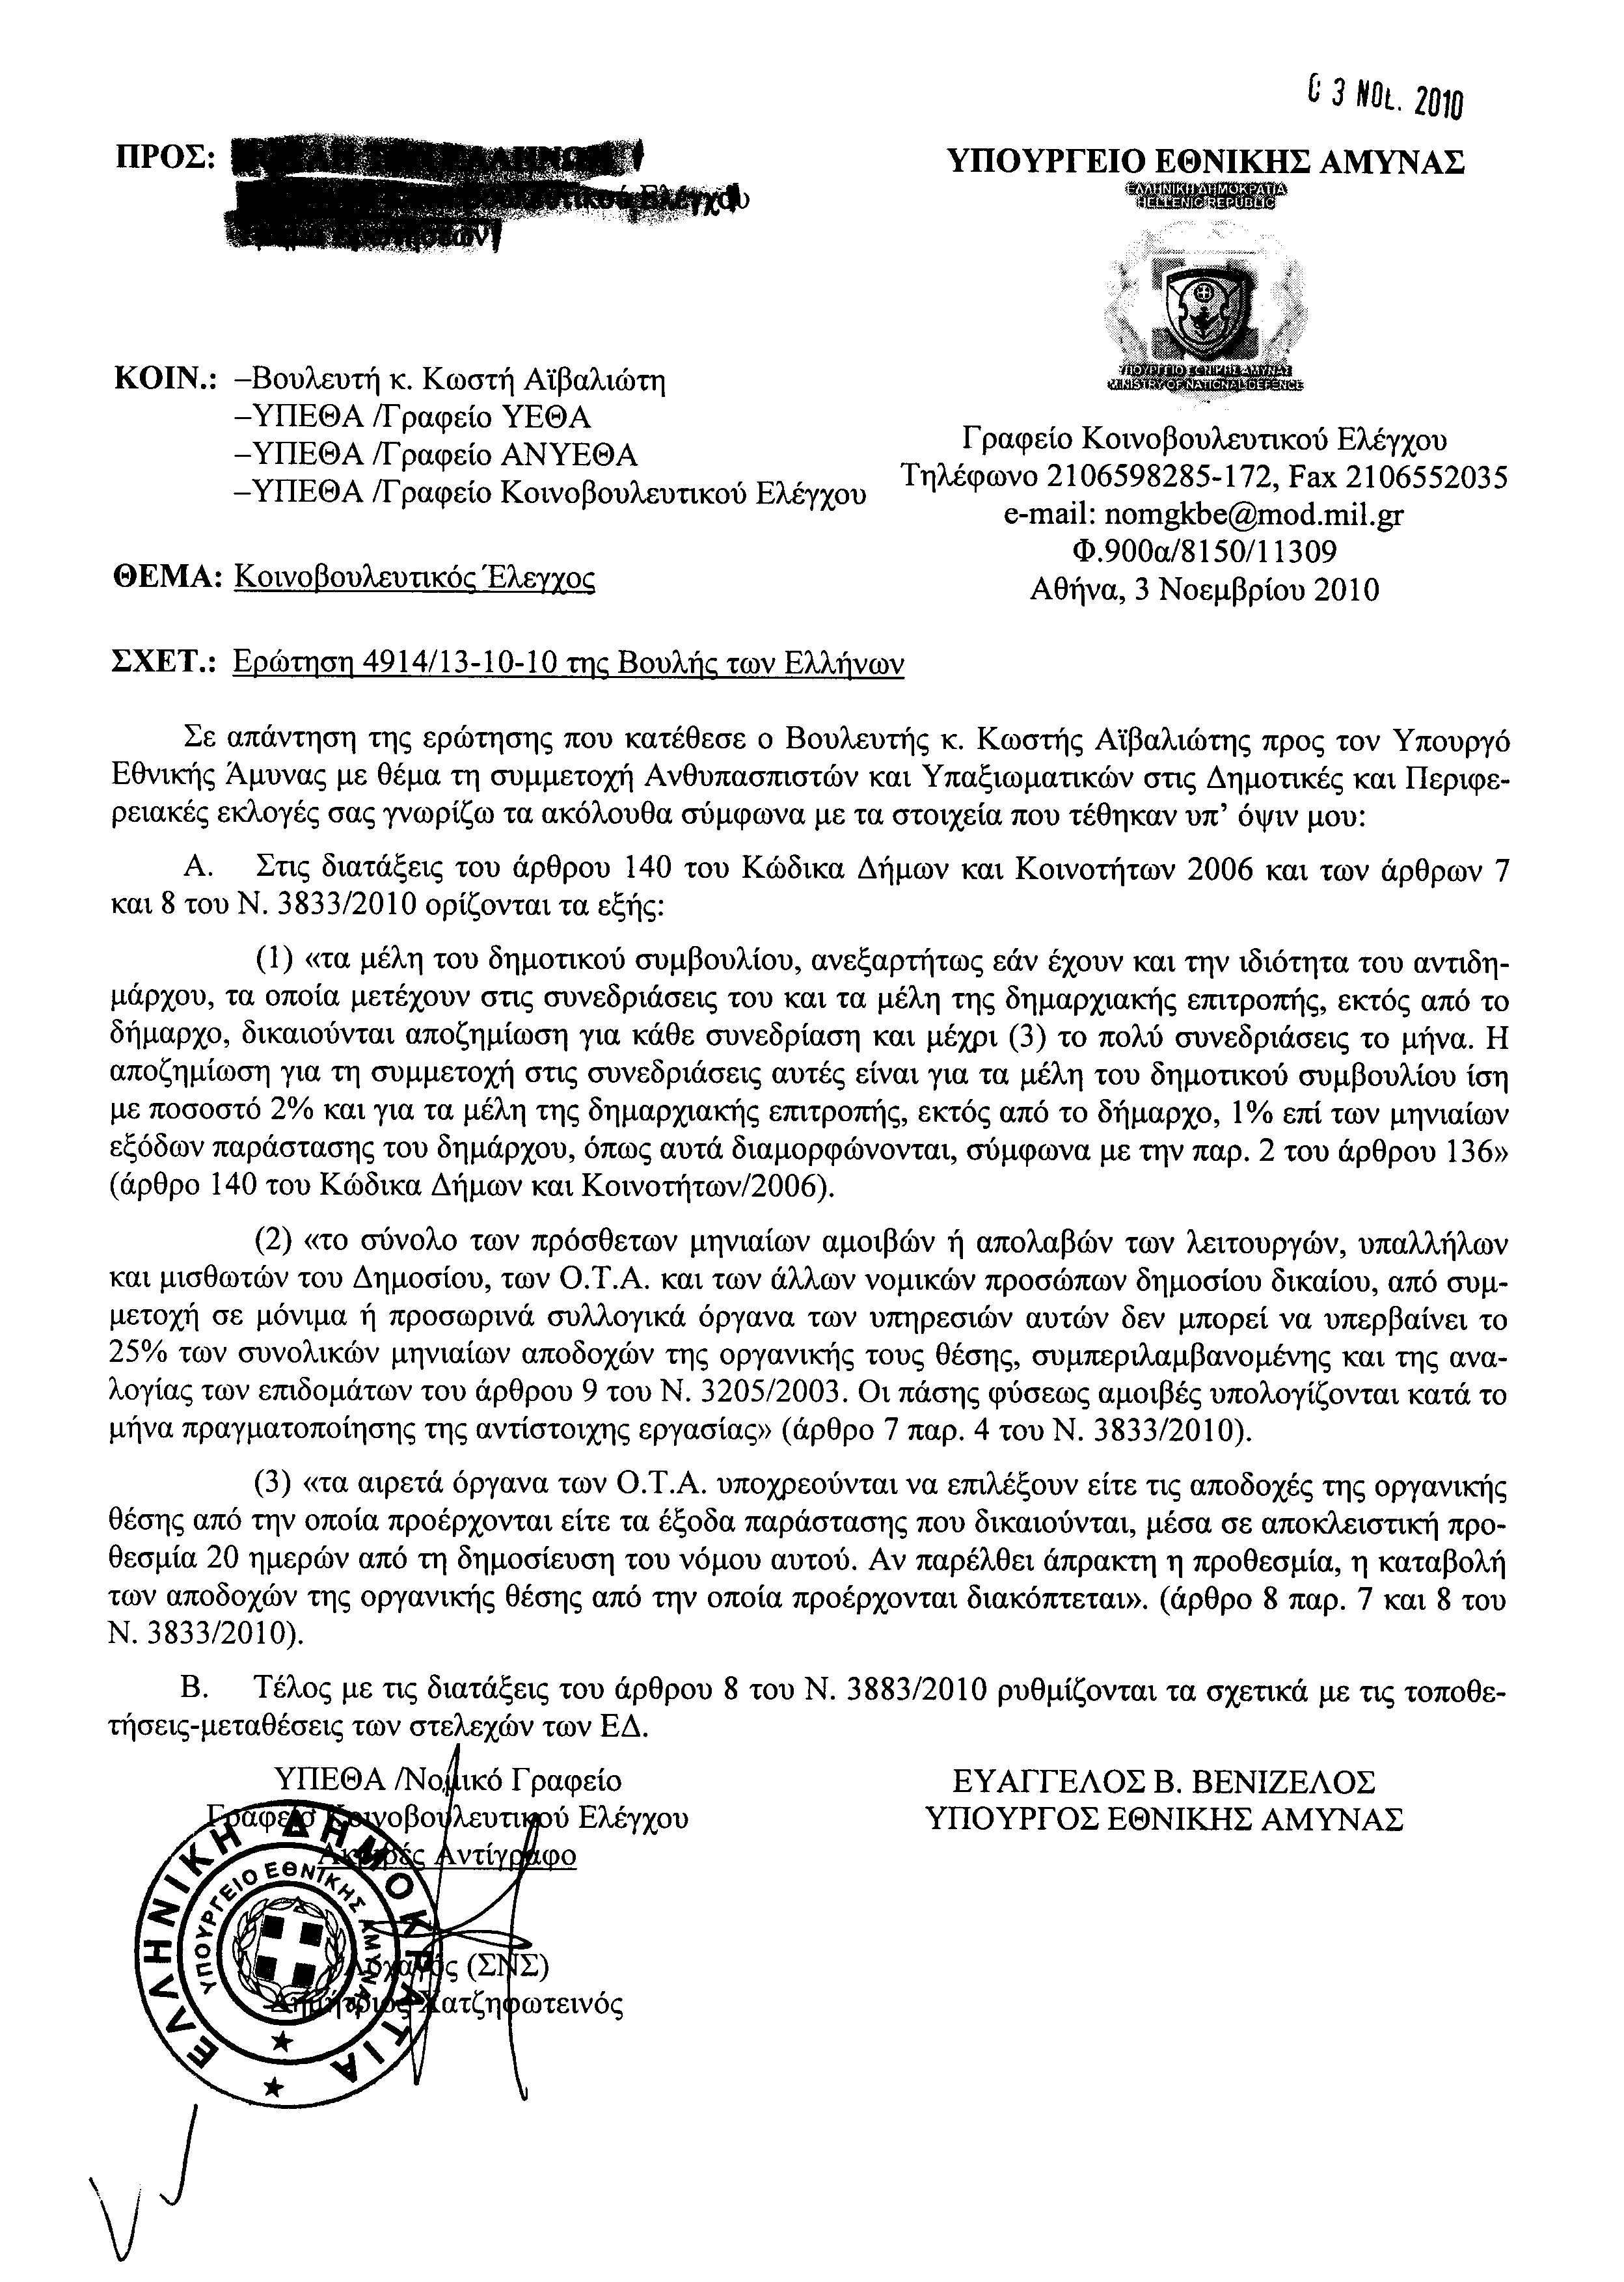 3 ΝΟΕ. 2010
ΠΡΟΣ:
ΥΠΟΥΡΓΕΙΟ ΕΘΝΙΚΗΣ ΑΜΥΝΑΣ
ΕΛΛΗΝΙΚΗ ΔΗΜΟΚΡΑΤΙΑ
HELLENIC REPUBLIC
ΥΠΟΥΡΓΕΙΟ ΕΘΝΙΚΗΣ ΑΜΥΝΑΣ
MINISTRY OF NATIONAL DEFENCE
ΚΟΙΝ.: –Βουλευτή κ. Κωστή Αϊβαλιώτη
–ΥΠΕΘΑ /Γραφείο ΥΕΘΑ
–ΥΠΕΘΑ /Γραφείο ΑΝΥΕΘΑ
–ΥΠΕΘΑ /Γραφείο Κοινοβουλευτικού Ελέγχου
Γραφείο Κοινοβουλευτικού Ελέγχου
Τηλέφωνο 2106598285-172, Fax 2106552035
e-mail: nomgkbe@mod.mil.gr
Φ.900α/8150/11309
Αθήνα, 3 Νοεμβρίου 2010
ΘΕΜΑ: Κοινοβουλευτικός Έλεγχος
ΣΧΕΤ.: Ερώτηση 4914/13-10-10 της Βουλής των Ελλήνων
Σε απάντηση της ερώτησης που κατέθεσε ο Βουλευτής κ. Κωστής Αϊβαλιώτης προς τον Υπουργό
Εθνικής Άμυνας με θέμα τη συμμετοχή Ανθυπασπιστών και Υπαξιωματικών στις Δημοτικές και Περιφε-
ρειακές εκλογές σας γνωρίζω τα ακόλουθα σύμφωνα με τα στοιχεία που τέθηκαν υπ’ όψιν μου:
Α. Στις διατάξεις του άρθρου 140 του Κώδικα Δήμων και Κοινοτήτων 2006 και των άρθρων 7
και 8 του Ν. 3833/2010 ορίζονται τα εξής:
(1) «τα μέλη του δημοτικού συμβουλίου, ανεξαρτήτως εάν έχουν και την ιδιότητα του αντιδη-
μάρχου, τα οποία μετέχουν στις συνεδριάσεις του και τα μέλη της δημαρχιακής επιτροπής, εκτός από το
δήμαρχο, δικαιούνται αποζημίωση για κάθε συνεδρίαση και μέχρι (3) το πολύ συνεδριάσεις το μήνα. Η
αποζημίωση για τη συμμετοχή στις συνεδριάσεις αυτές είναι για τα μέλη του δημοτικού συμβουλίου ίση
με ποσοστό 2% και για τα μέλη της δημαρχιακής επιτροπής, εκτός από το δήμαρχο, 1% επί των μηνιαίων
εξόδων παράστασης του δημάρχου, όπως αυτά διαμορφώνονται, σύμφωνα με την παρ. 2 του άρθρου 136»
(άρθρο 140 του Κώδικα Δήμων και Κοινοτήτων/2006).
(2) «το σύνολο των πρόσθετων μηνιαίων αμοιβών ή απολαβών των λειτουργών, υπαλλήλων
και μισθωτών του Δημοσίου, των Ο.Τ.Α. και των άλλων νομικών προσώπων δημοσίου δικαίου, από συμ-
μετοχή σε μόνιμα ή προσωρινά συλλογικά όργανα των υπηρεσιών αυτών δεν μπορεί να υπερβαίνει το
25% των συνολικών μηνιαίων αποδοχών της οργανικής τους θέσης, συμπεριλαμβανομένης και της ανα-
λογίας των επιδομάτων του άρθρου 9 του Ν. 3205/2003. Οι πάσης φύσεως αμοιβές υπολογίζονται κατά το
μήνα πραγματοποίησης της αντίστοιχης εργασίας» (άρθρο 7 παρ. 4 του Ν. 3833/2010).
(3) «τα αιρετά όργανα των Ο.Τ.Α. υποχρεούνται να επιλέξουν είτε τις αποδοχές της οργανικής
θέσης από την οποία προέρχονται είτε τα έξοδα παράστασης που δικαιούνται, μέσα σε αποκλειστική προ-
θεσμία 20 ημερών από τη δημοσίευση του νόμου αυτού. Αν παρέλθει άπρακτη η προθεσμία, η καταβολή
των αποδοχών της οργανικής θέσης από την οποία προέρχονται διακόπτεται». (άρθρο 8 παρ. 7 και 8 του
Ν. 3833/2010).
Β. Τέλος με τις διατάξεις του άρθρου 8 του Ν. 3883/2010 ρυθμίζονται τα σχετικά με τις τοποθε-
τήσεις-μεταθέσεις των στελεχών των ΕΔ.
ΥΠΕΘΑ /Νομικό Γραφείο
Γραφείο Κοινοβουλευτικού Ελέγχου
Ακριβές Αντίγραφο
ΕΥΑΓΓΕΛΟΣ Β. ΒΕΝΙΖΕΛΟΣ
ΥΠΟΥΡΓΟΣ ΕΘΝΙΚΗΣ ΑΜΥΝΑΣ
ΕΛΛΗΝΙΚΗ ΔΗΜΟΚΡΑΤΙΑ
ΥΠΟΥΡΓΕΙΟ ΕΘΝΙΚΗΣ ΑΜΥΝΑΣ
(ΣΝΣ)
Δημήτριος Χατζηφωτεινός